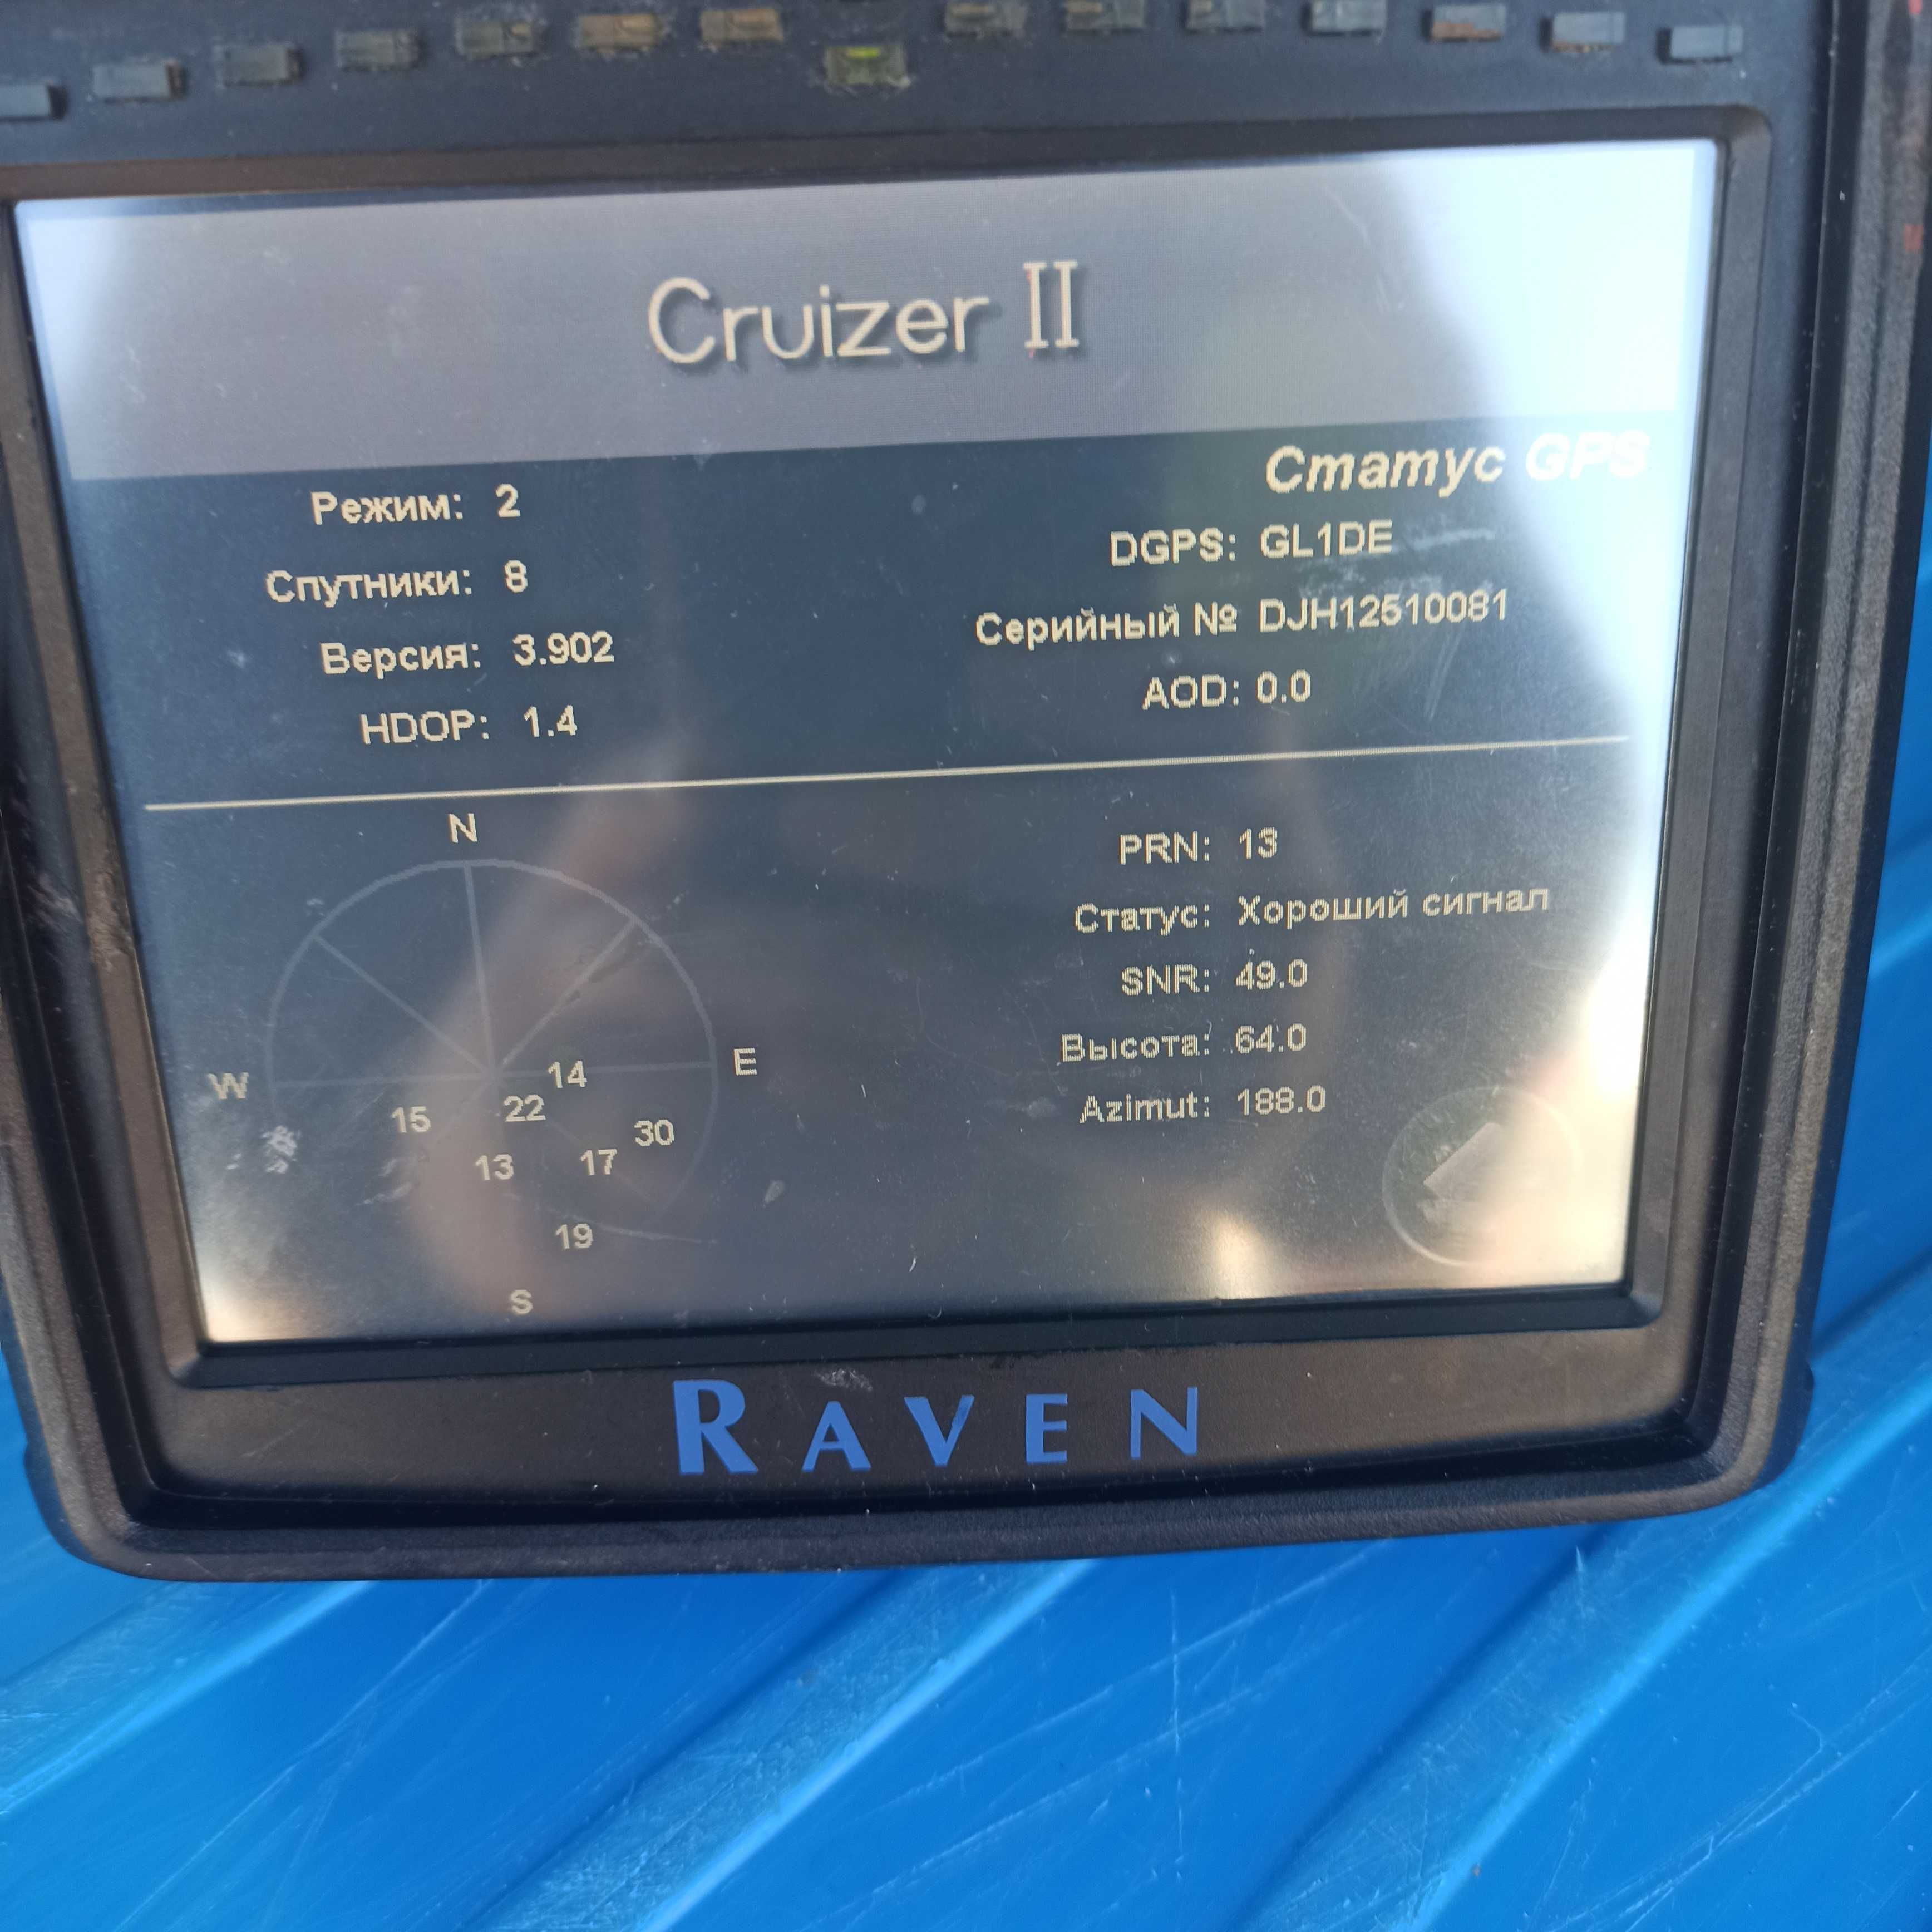 Cruizer II
Статус GPS
Режим: 2
DGPS: GL1DE
Спутники: 8
Серийный № DJH12510081
Версия: 3.902
AOD: 0.0
HDOP: 1.4
N
PRN: 13
Статус: Хороший сигнал
SNR: 49.0
W
14
E
Высота: 64.0
15
22
30
Azimut: 188.0
13
17
19
S
RAVEN